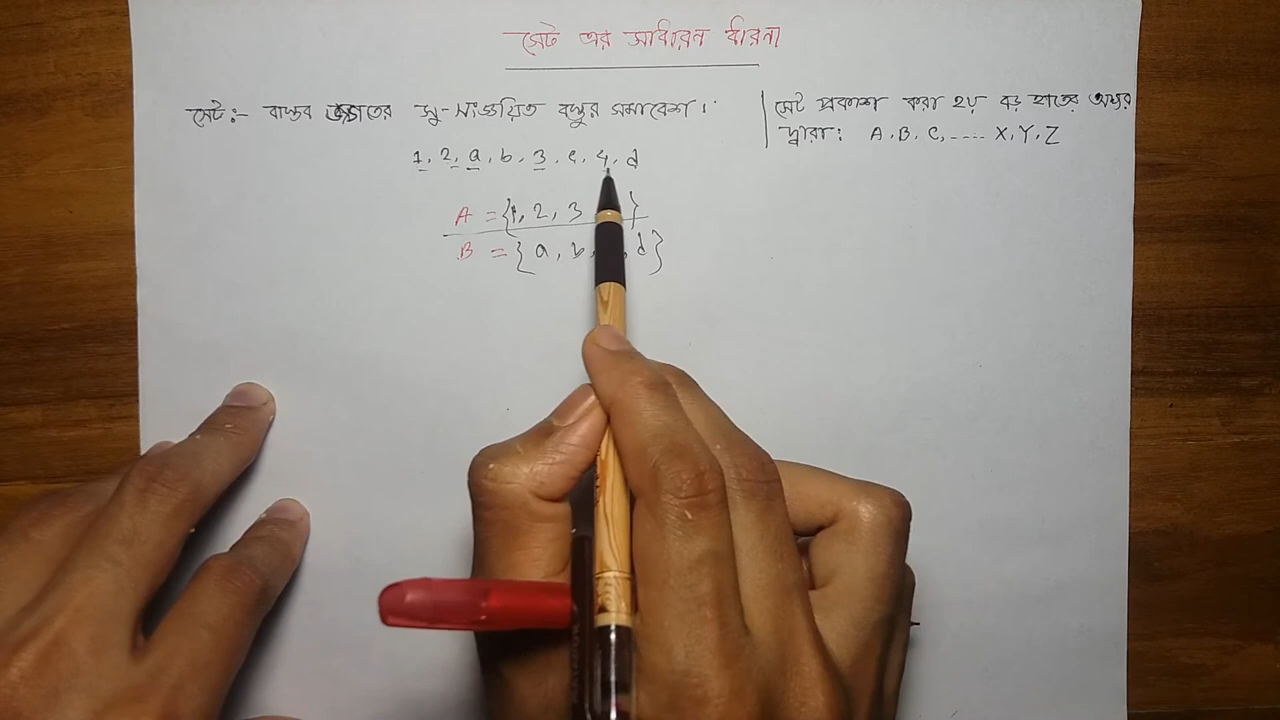 সেট এর সাধারন ধারনা
সেট:- বাস্তব জগতের সু-সংজ্ঞায়িত বস্তুর সমাবেশ।
সেট প্রকাশ করা হয় বড় হাতের অক্ষর
দ্বারা: A, B, C, .... X, Y, Z
1, 2, a, b, 3, c, 4, d
A = {1, 2, 3 }
B = { a, b, , d }